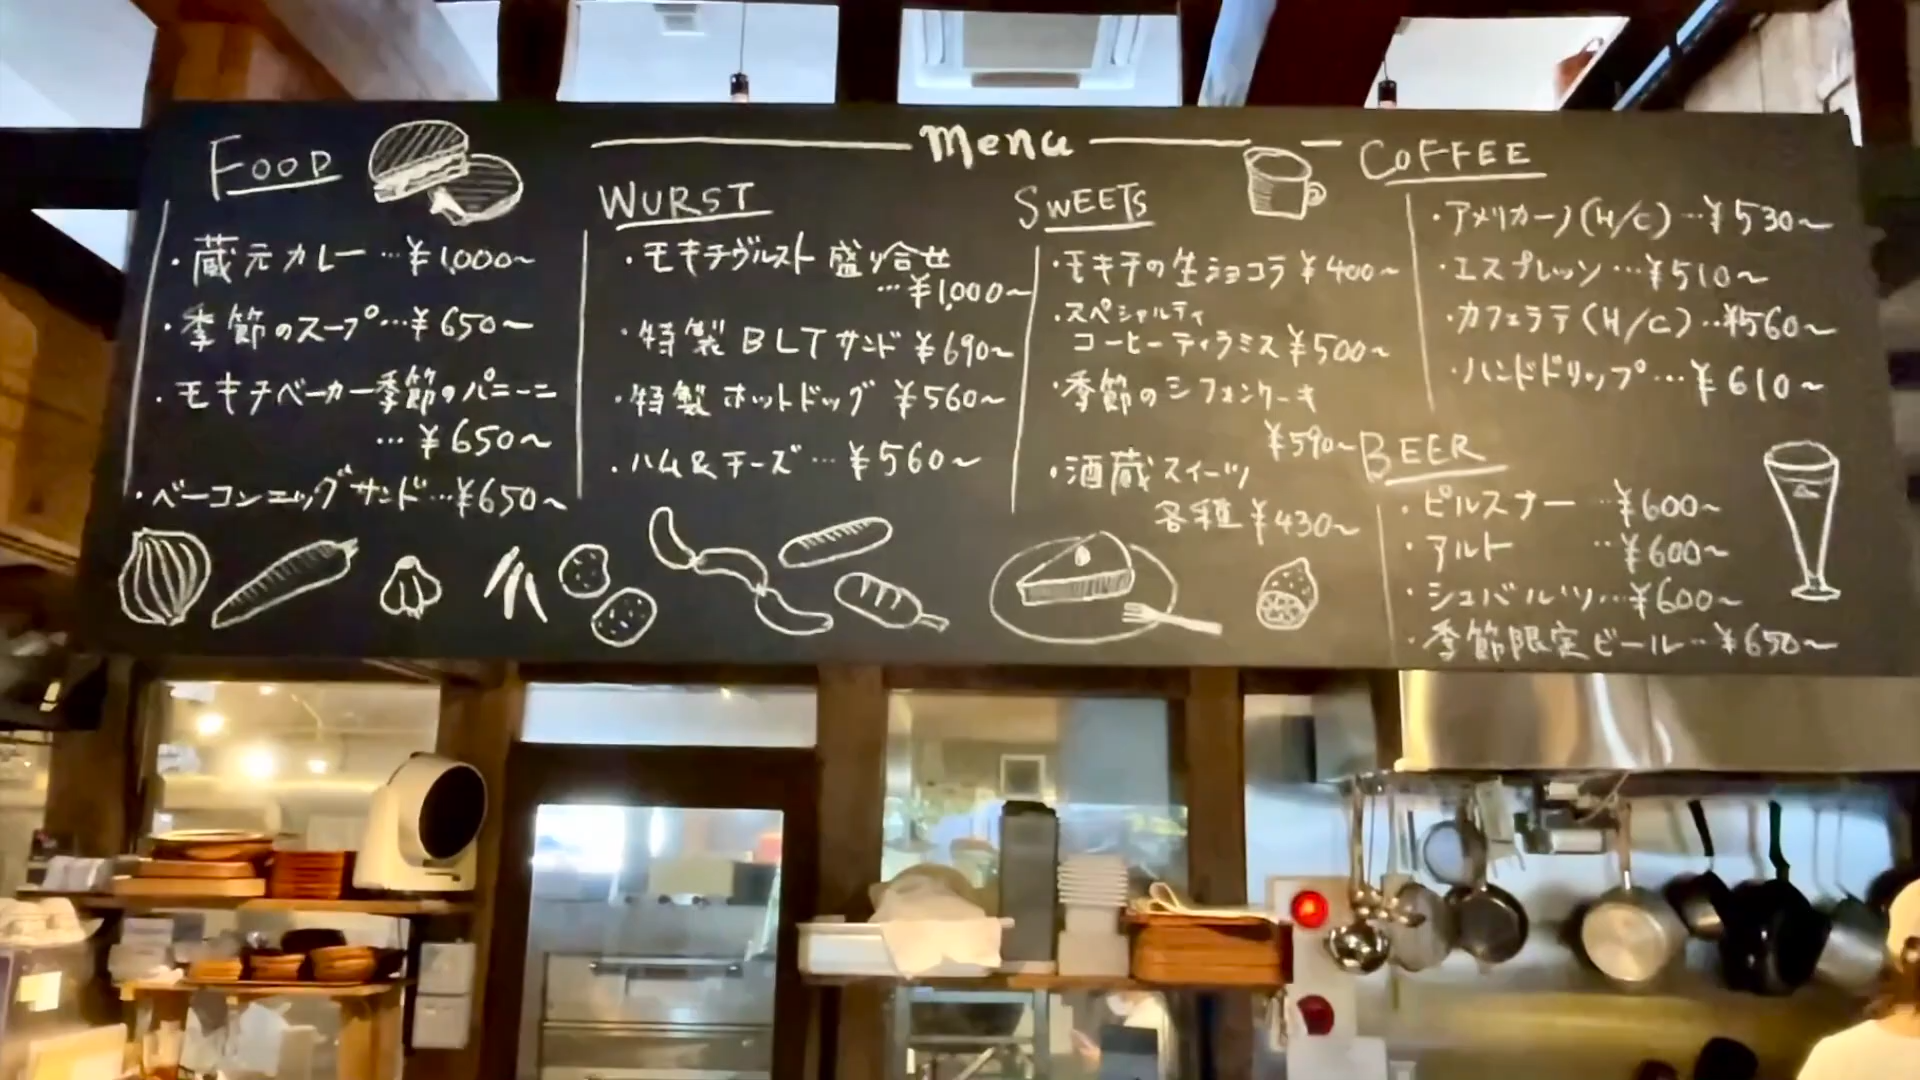 Menu
FOOD
・蔵元カレー…¥1,000~
・季節のスープ…¥650~
・モキチベーカー季節のパニーニ
…¥650~
・ベーコンエッグサンド…¥650~
WURST
・モキチヴルスト盛り合せ
…¥1,000~
・特製BLTサンド¥690~
・特製ホットドッグ¥560~
・ハム&チーズ…¥560~
SWEETS
・モキチの生ショコラ¥400~
・スペシャルティ
コーヒーティラミス¥500~
・季節のシフォンケーキ
¥590~
・酒蔵スイーツ
各種¥430~
COFFEE
・アメリカーノ(H/C)…¥530~
・エスプレッソ…¥510~
・カフェラテ(H/C)…¥560~
・ハンドドリップ…¥610~
BEER
・ピルスナー…¥600~
・アルト…¥600~
・シュバルツ…¥600~
・季節限定ビール…¥650~